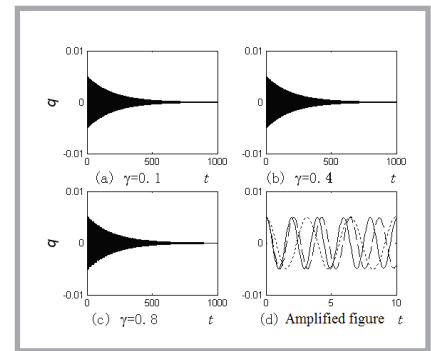 0.01 0.01
q 0 0
-0.01 -0.01
0 500 1000 0 500 1000
(a) γ=0.1 t (b) γ=0.4 t
0.01 0.01
q 0 0
-0.01 -0.01
0 500 1000 0 5 10
(c) γ=0.8 t (d) Amplified figure t